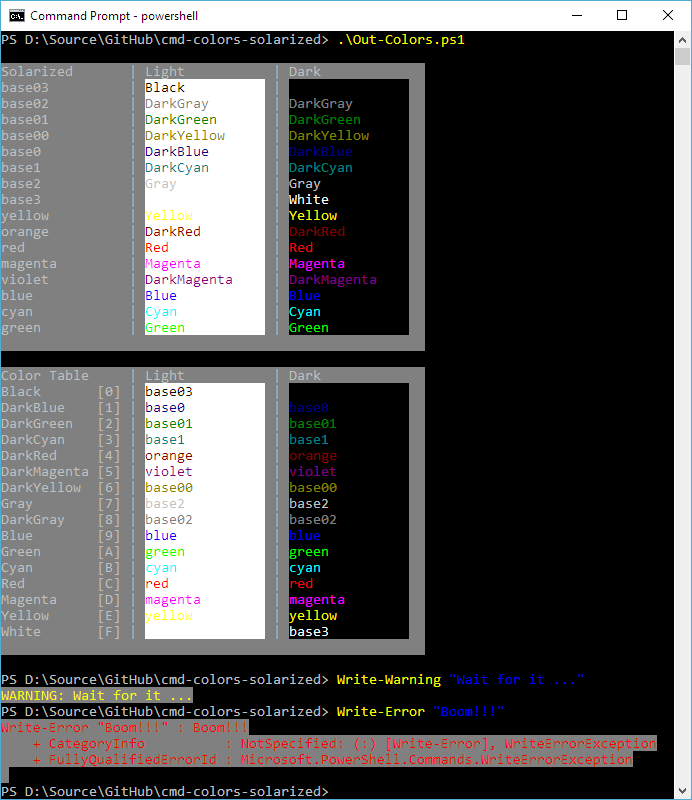 Command Prompt - powershell
PS D:\Source\GitHub\cmd-colors-solarized> .\Out-Colors.ps1
Solarized | Light | Dark
base03 | Black |
base02 | DarkGray | DarkGray
base01 | DarkGreen | DarkGreen
base00 | DarkYellow | DarkYellow
base0 | DarkBlue | DarkBlue
base1 | DarkCyan | DarkCyan
base2 | Gray | Gray
base3 | | White
yellow | Yellow | Yellow
orange | DarkRed | DarkRed
red | Red | Red
magenta | Magenta | Magenta
violet | DarkMagenta | DarkMagenta
blue | Blue | Blue
cyan | Cyan | Cyan
green | Green | Green
Color Table | Light | Dark
Black [0] | base03 |
DarkBlue [1] | base0 | base0
DarkGreen [2] | base01 | base01
DarkCyan [3] | base1 | base1
DarkRed [4] | orange | orange
DarkMagenta [5] | violet | violet
DarkYellow [6] | base00 | base00
Gray [7] | base2 | base2
DarkGray [8] | base02 | base02
Blue [9] | blue | blue
Green [A] | green | green
Cyan [B] | cyan | cyan
Red [C] | red | red
Magenta [D] | magenta | magenta
Yellow [E] | yellow | yellow
White [F] | | base3
PS D:\Source\GitHub\cmd-colors-solarized> Write-Warning "Wait for it ..."
WARNING: Wait for it ...
PS D:\Source\GitHub\cmd-colors-solarized> Write-Error "Boom!!!"
Write-Error "Boom!!!" : Boom!!!
+ CategoryInfo : NotSpecified: (:) [Write-Error], WriteErrorException
+ FullyQualifiedErrorId : Microsoft.PowerShell.Commands.WriteErrorException
PS D:\Source\GitHub\cmd-colors-solarized>